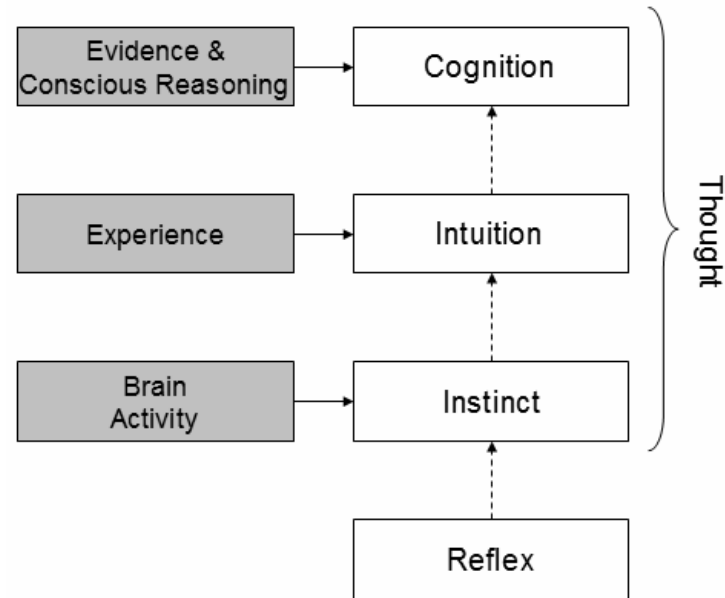 Evidence &
Conscious Reasoning
Cognition
Experience
Intuition
Brain
Activity
Instinct
Reflex
Thought